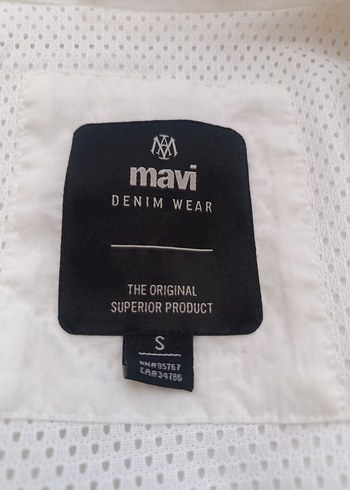 mavi
DENIM WEAR
THE ORIGINAL
SUPERIOR PRODUCT
S
RN#95767
CA#34786